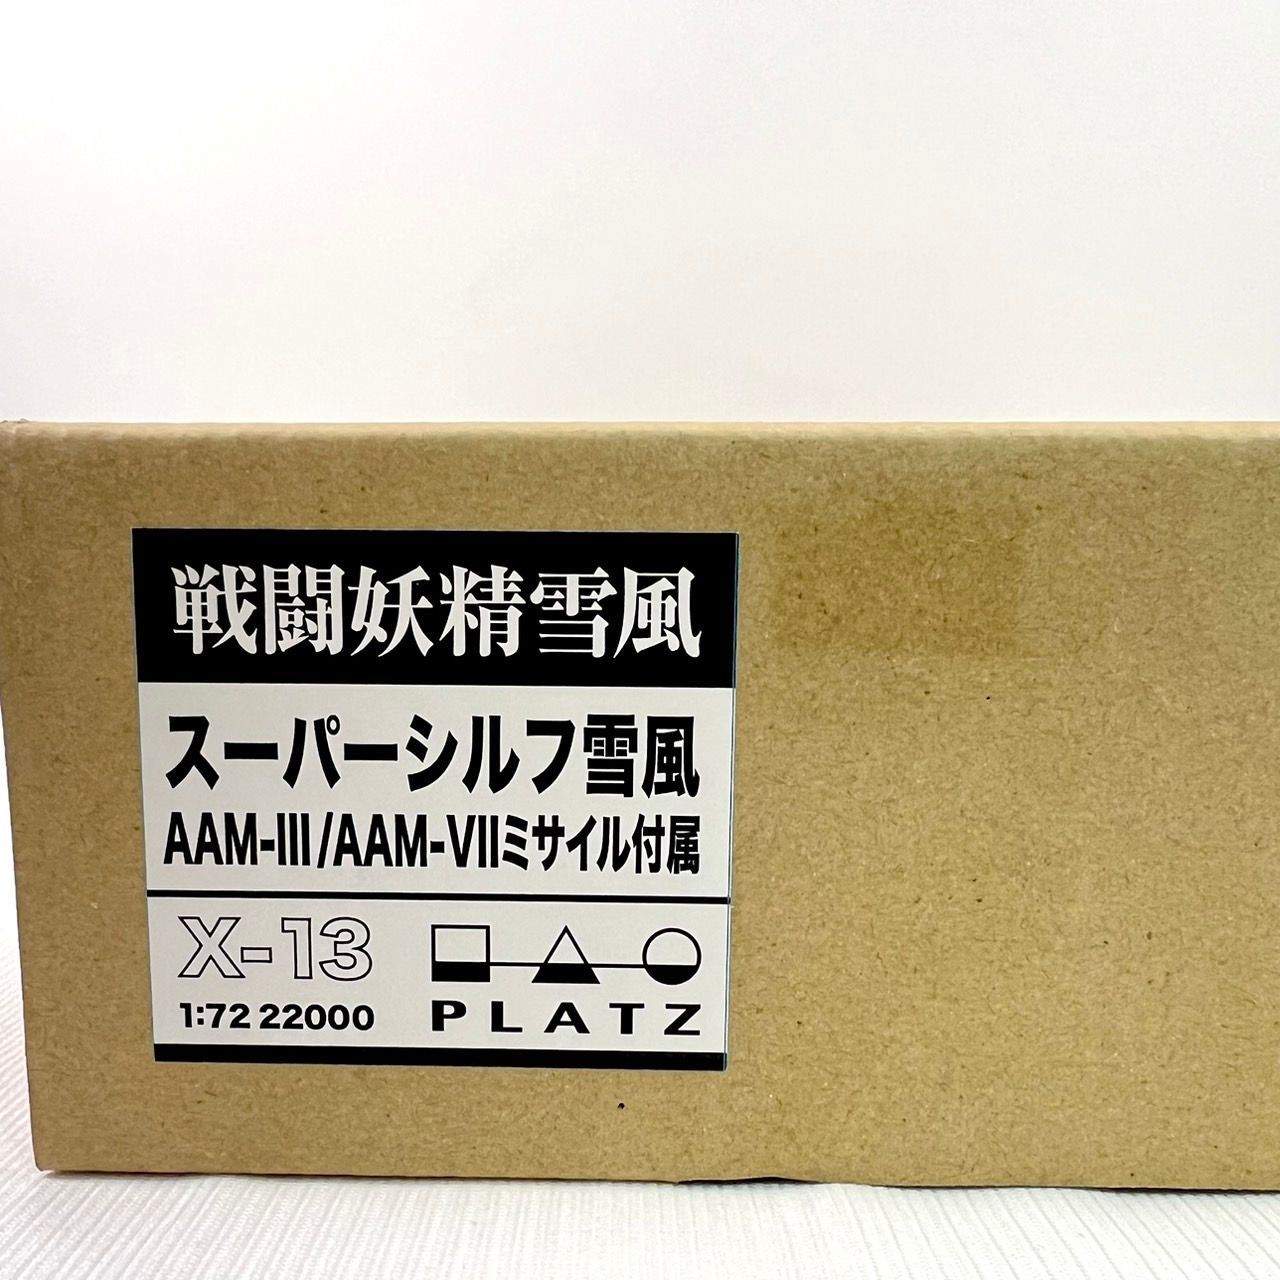 戦闘妖精雪風
スーパーシルフ雪風
AAM-III/AAM-VIIミサイル付属
X-13
1:72 22000
PLATZ